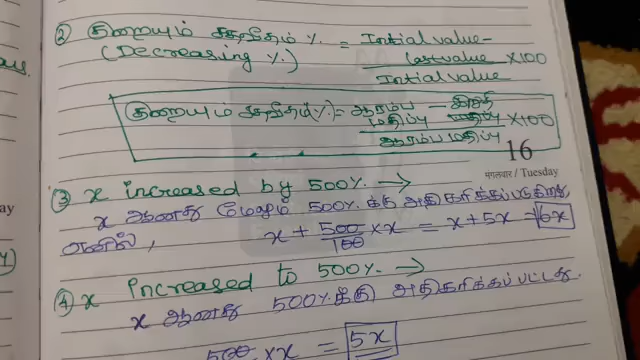 ② குறையும் சதவீதம் % = Initial value -
(Decreasing %) Last value × 100
Initial value
குறையும் சதவீதம் % = ஆரம்ப மதிப்பு - இறுதி மதிப்பு × 100
ஆரம்ப மதிப்பு
16
मंगलवार / Tuesday
③ x increased by 500% →
x ஆனது மேலும் 500% க்கு அதிகரிக்கப்படுகிறது
எனில், x + 500/100 × x = x + 5x = 6x
④ x Increased to 500% →
x ஆனது 500% க்கு அதிகரிக்கப்பட்டது.
500 × x = 5x
ay